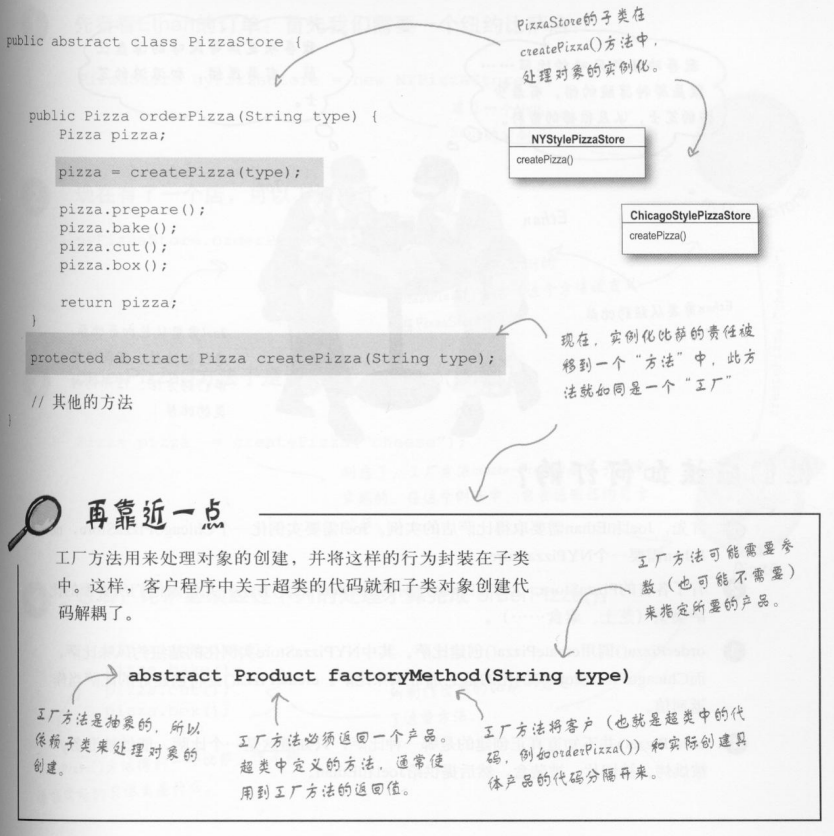 public abstract class PizzaStore {
PizzaStore的子类在
createPizza()方法中，
处理对象的实例化。
public Pizza orderPizza(String type) {
Pizza pizza;
pizza = createPizza(type);
pizza.prepare();
pizza.bake();
pizza.cut();
pizza.box();
return pizza;
}
NYStylePizzaStore
createPizza()
ChicagoStylePizzaStore
createPizza()
protected abstract Pizza createPizza(String type);
现在，实例化比萨的责任被
移到一个“方法”中，此方
法就如同是一个“工厂”
// 其他的方法
}
再靠近一点
工厂方法用来处理对象的创建，并将这样的行为封装在子类
中。这样，客户程序中关于超类的代码就和子类对象创建代
码解耦了。
工厂方法可能需要参
数（也可能不需要）
来指定所要的产品。
abstract Product factoryMethod(String type)
工厂方法是抽象的，所以
依赖子类来处理对象的
创建。
工厂方法必须返回一个产品。
超类中定义的方法，通常使
用到工厂方法的返回值。
工厂方法将客户（也就是超类中的代
码，例如orderPizza()）和实际创建具
体产品的代码分隔开来。